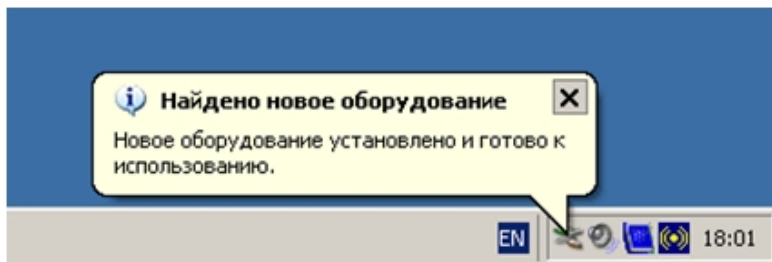 Найдено новое оборудование
Новое оборудование установлено и готово к
использованию.
EN 18:01